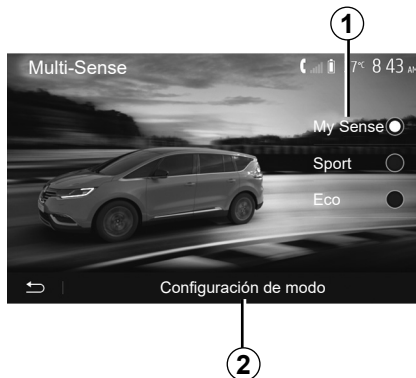 1
Multi-Sense 7°C 8 43 AM
My Sense
Sport
Eco
Configuración de modo
2